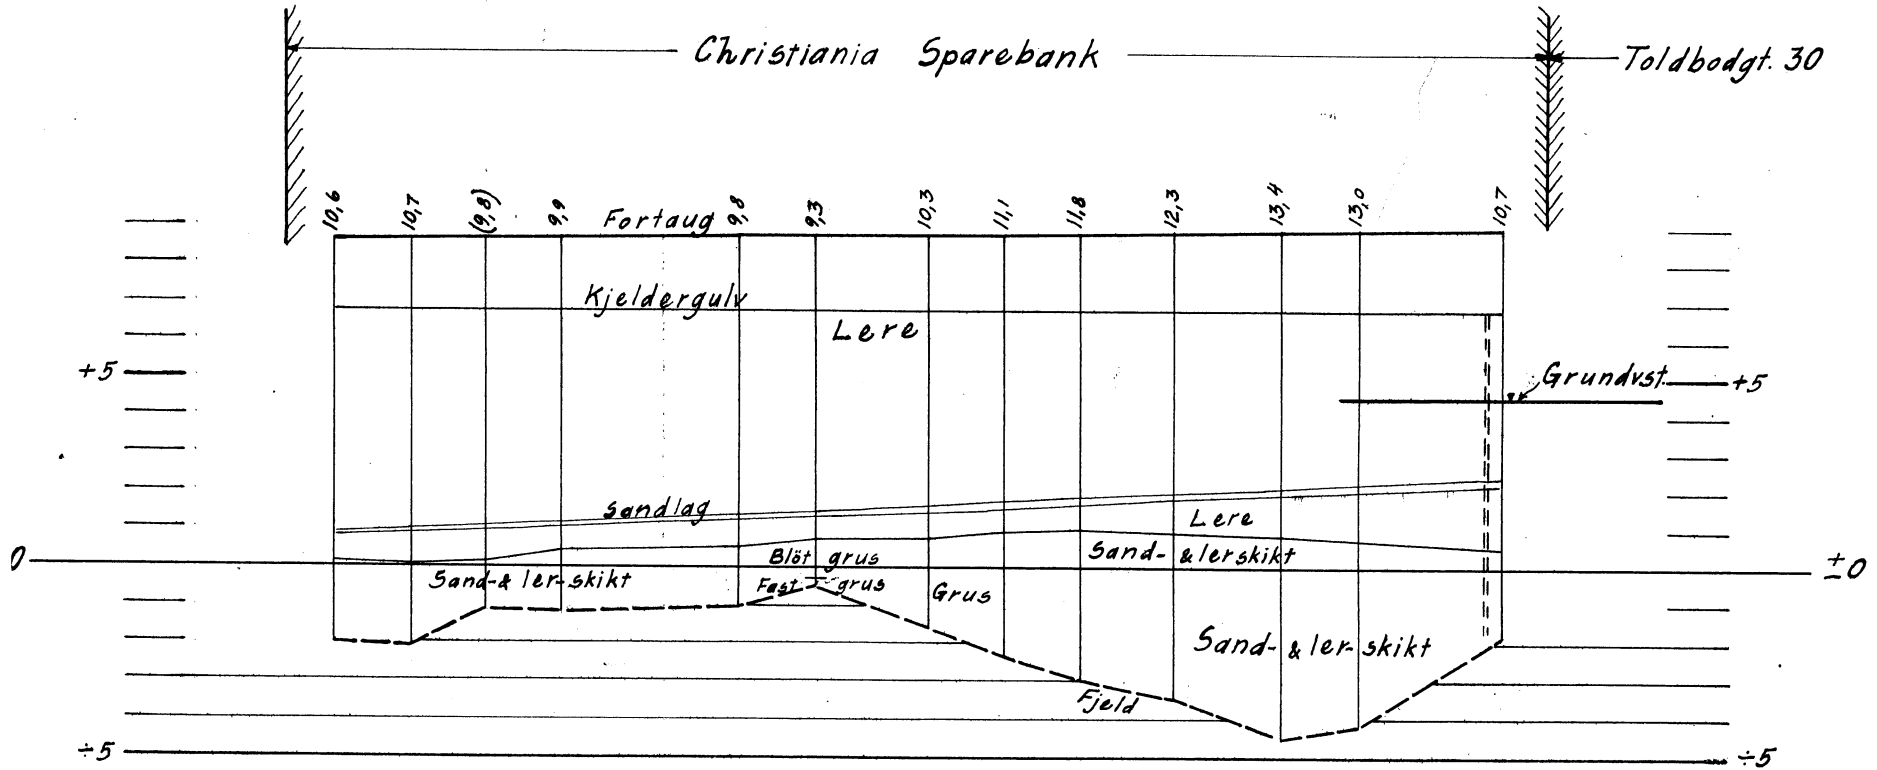 Christiania Sparebank
Toldbodgt. 30
10,6 10,7 (9,8) 9,9 Fortaug 9,8 9,3 10,3 11,1 11,8 12,3 13,4 13,0 10,7
Kjeldergulv
Lere
+5
Grundvst.
+5
Sandlag
Lere
0
Blöt grus
Sand- & lerskikt
±0
Sand- & ler-skikt
Fast grus
Grus
Sand- & ler-skikt
Fjeld
÷5
÷5